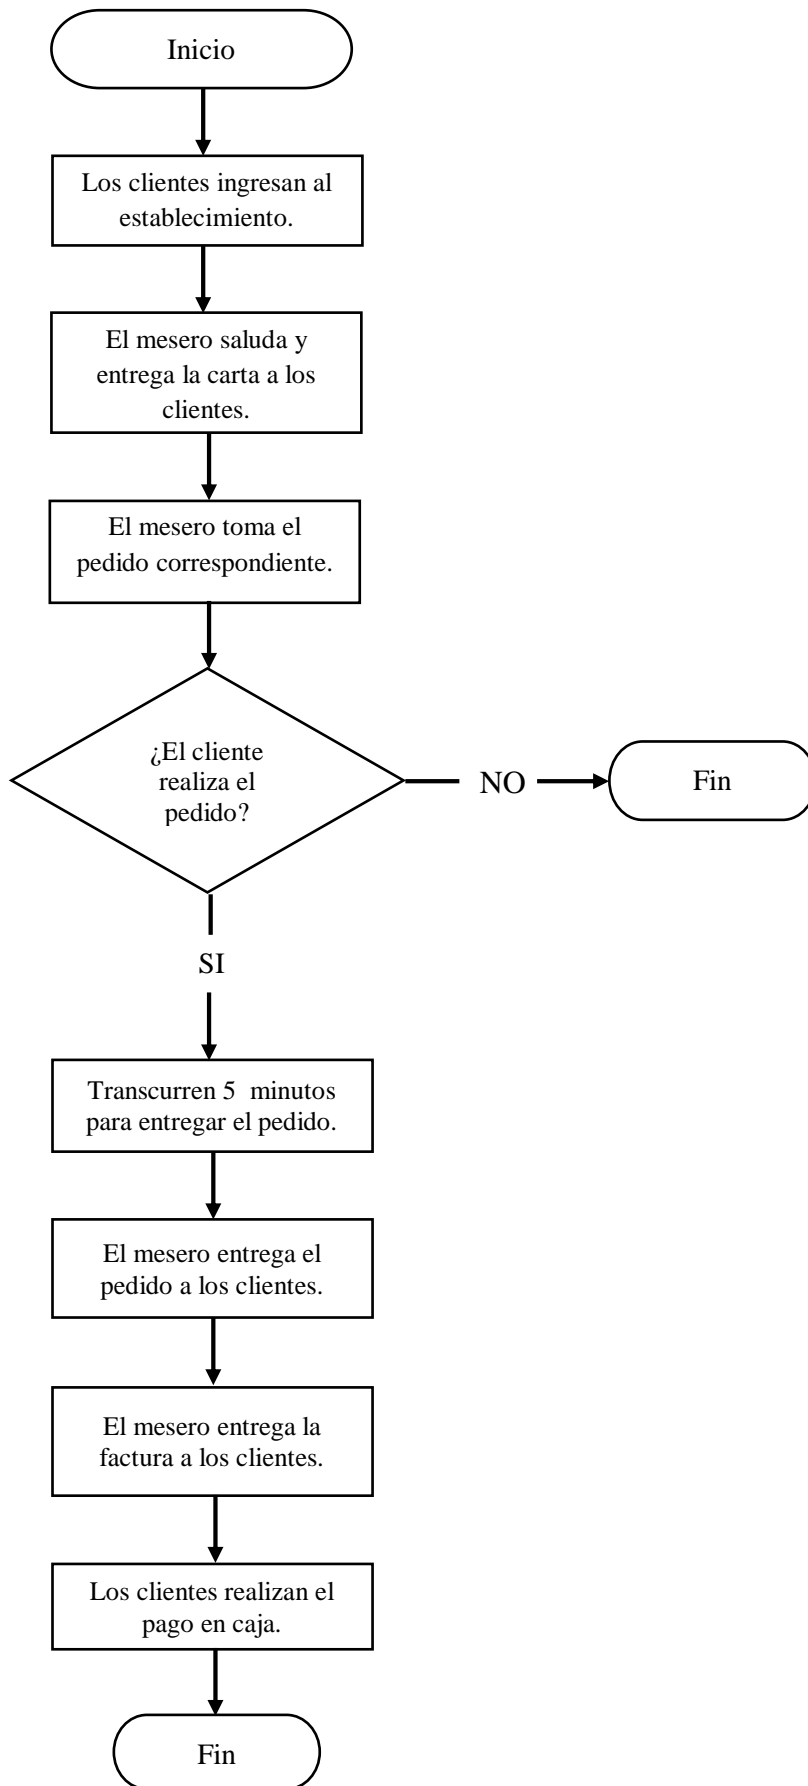 Inicio
Los clientes ingresan al
establecimiento.
El mesero saluda y
entrega la carta a los
clientes.
El mesero toma el
pedido correspondiente.
¿El cliente
realiza el
pedido?
NO
Fin
SI
Transcurren 5 minutos
para entregar el pedido.
El mesero entrega el
pedido a los clientes.
El mesero entrega la
factura a los clientes.
Los clientes realizan el
pago en caja.
Fin